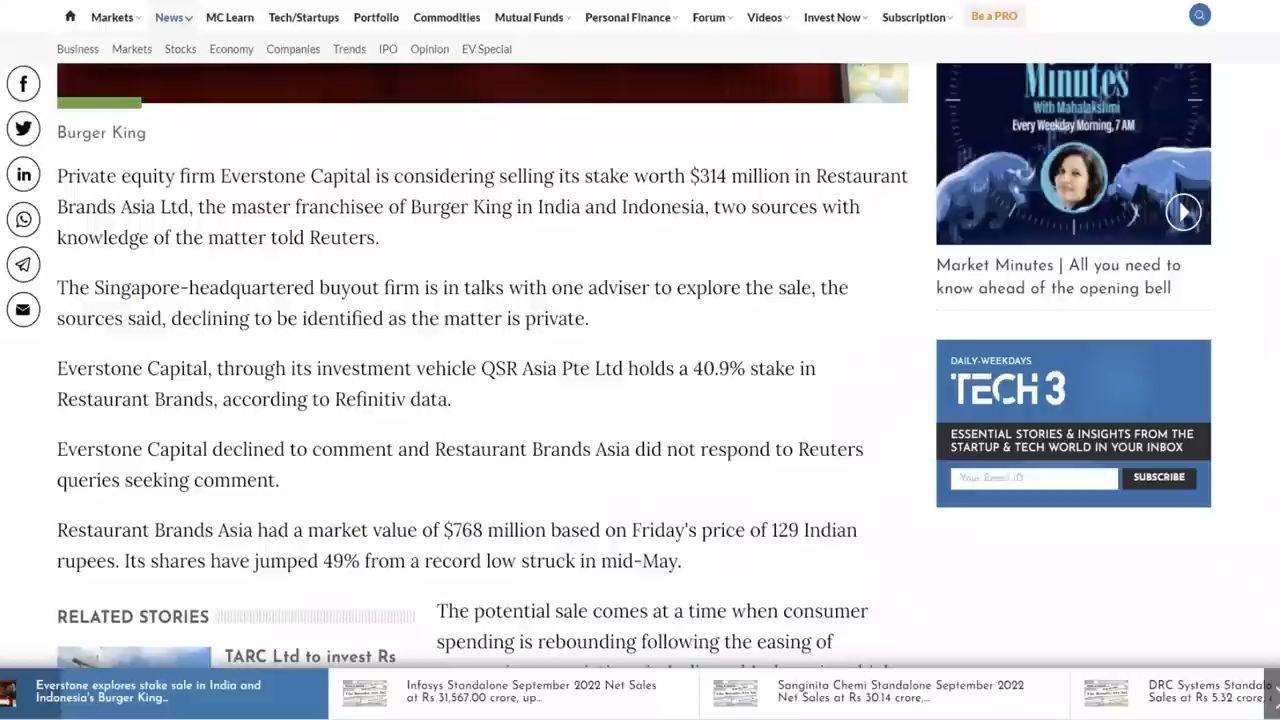 Markets News MC Learn Tech/Startups Portfolio Commodities Mutual Funds Personal Finance Forum Videos Invest Now Subscription Be a PRO
Business Markets Stocks Economy Companies Trends IPO Opinion EV Special
Burger King
Private equity firm Everstone Capital is considering selling its stake worth $314 million in Restaurant
Brands Asia Ltd, the master franchisee of Burger King in India and Indonesia, two sources with
knowledge of the matter told Reuters.
The Singapore-headquartered buyout firm is in talks with one adviser to explore the sale, the
sources said, declining to be identified as the matter is private.
Everstone Capital, through its investment vehicle QSR Asia Pte Ltd holds a 40.9% stake in
Restaurant Brands, according to Refinitiv data.
Everstone Capital declined to comment and Restaurant Brands Asia did not respond to Reuters
queries seeking comment.
Restaurant Brands Asia had a market value of $768 million based on Friday's price of 129 Indian
rupees. Its shares have jumped 49% from a record low struck in mid-May.
RELATED STORIES
TARC Ltd to invest Rs
The potential sale comes at a time when consumer
spending is rebounding following the easing of
Minutes
With Mahalakshmi
Every Weekday Morning, 7 AM
Market Minutes | All you need to
know ahead of the opening bell
DAILY-WEEKDAYS
TECH 3
ESSENTIAL STORIES & INSIGHTS FROM THE
STARTUP & TECH WORLD IN YOUR INBOX
Your Email ID SUBSCRIBE
Everstone explores stake sale in India and
Indonesia's Burger King...
Infosys Standalone September 2022 Net Sales
at Rs 31,567.00 crore, up...
Sangnita Chemi Standalone September 2022
Net Sales at Rs 30.14 crore,...
DRC Systems Standalo
Sales at Rs 5.32 crore,